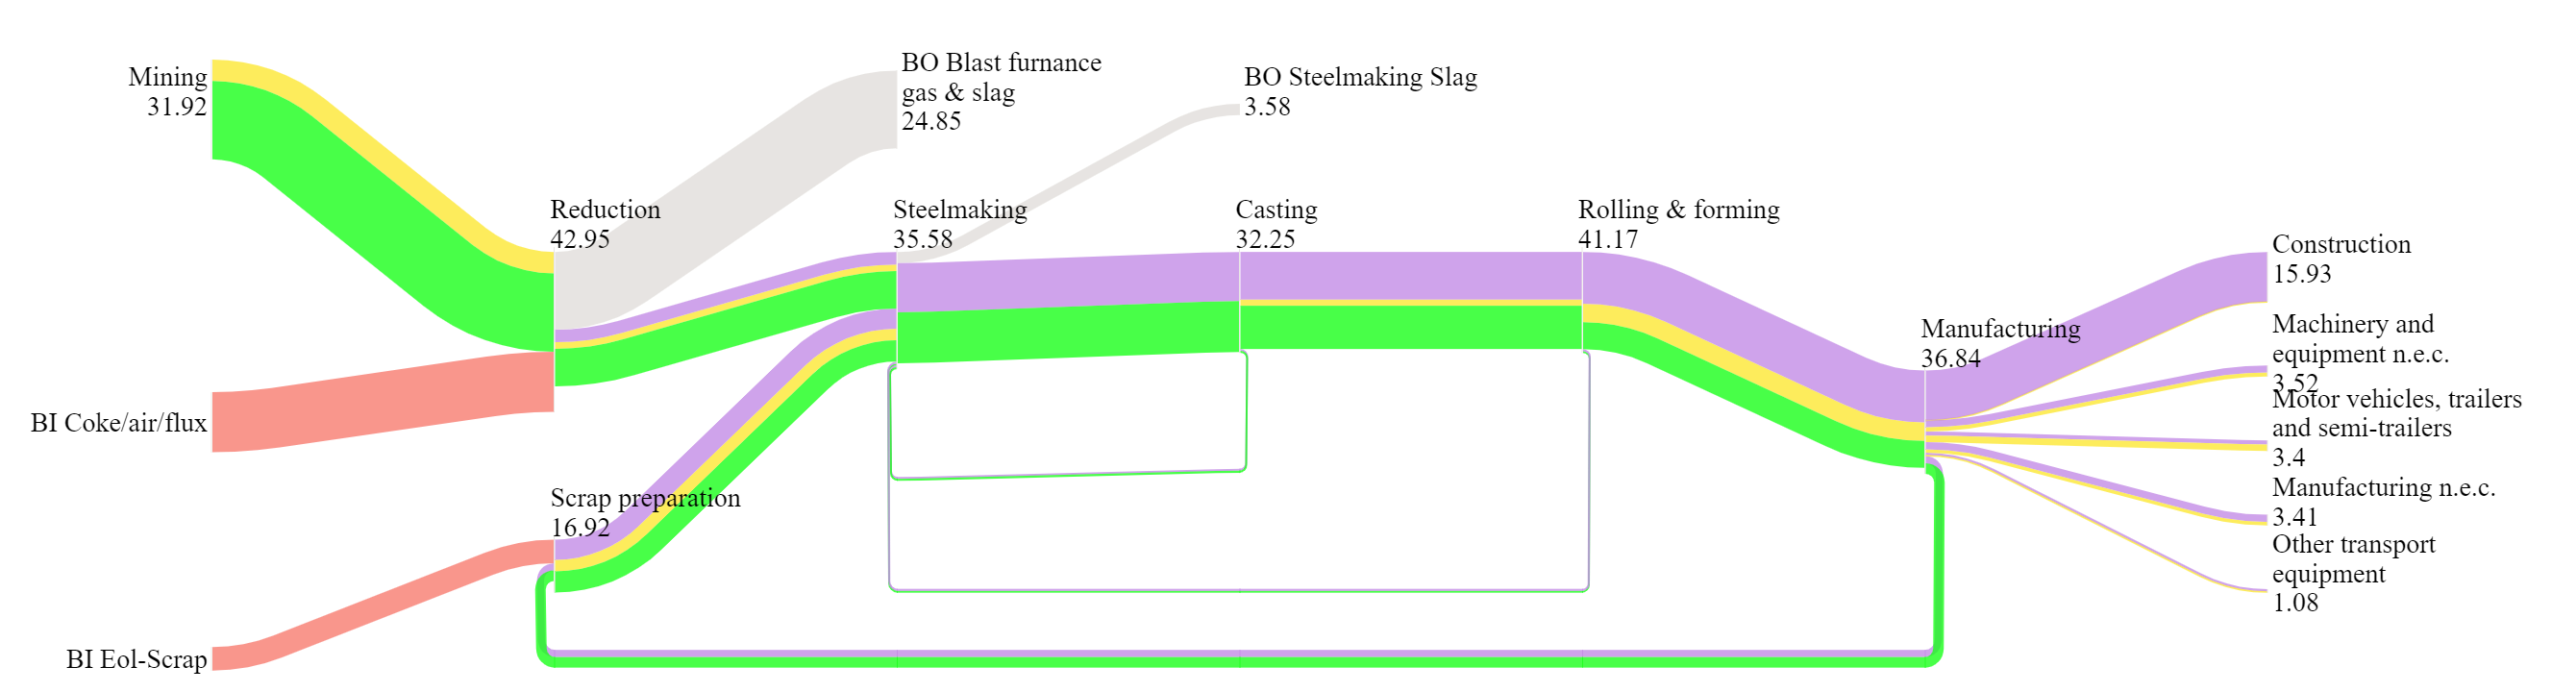 Mining
31.92
BI Coke/air/flux
BI Eol-Scrap
Reduction
42.95
Scrap preparation
16.92
BO Blast furnance
gas & slag
24.85
Steelmaking
35.58
BO Steelmaking Slag
3.58
Casting
32.25
Rolling & forming
41.17
Manufacturing
36.84
Construction
15.93
Machinery and
equipment n.e.c.
3.52
Motor vehicles, trailers
and semi-trailers
3.4
Manufacturing n.e.c.
3.41
Other transport
equipment
1.08